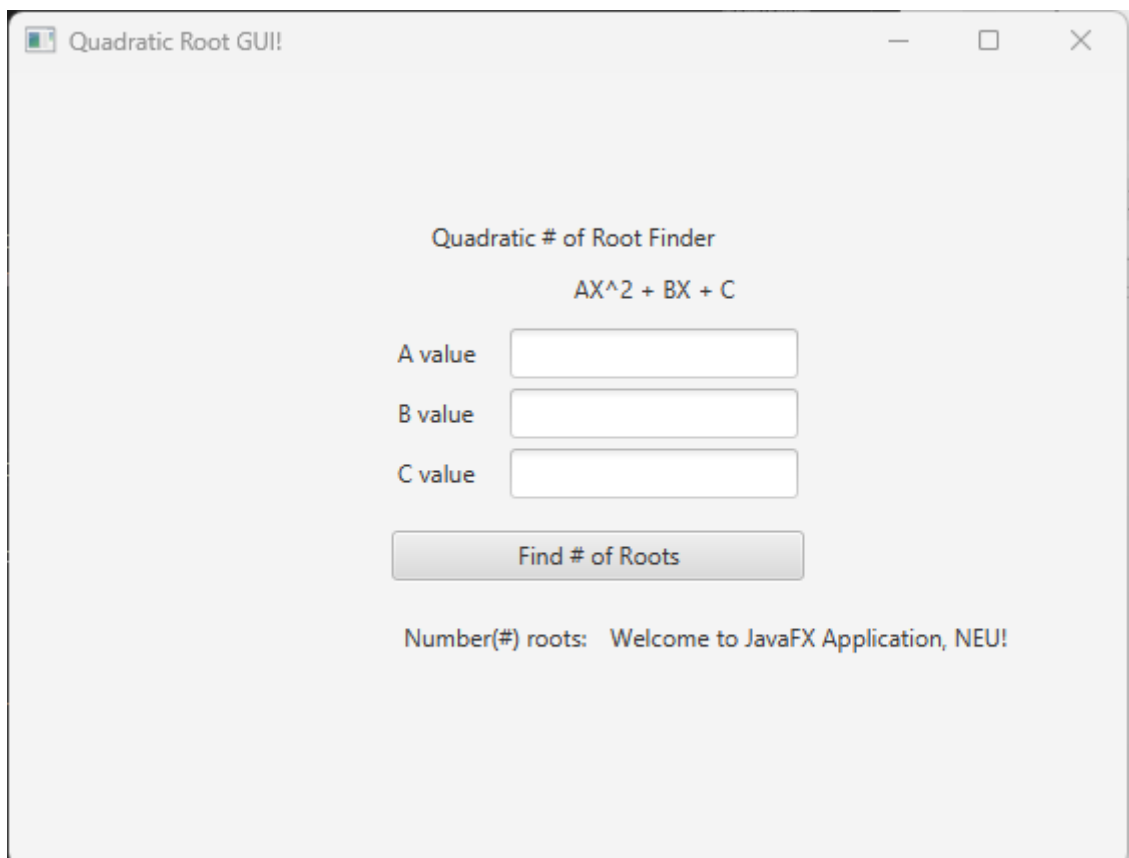 Quadratic Root GUI!
Quadratic # of Root Finder
AX^2 + BX + C
A value
B value
C value
Find # of Roots
Number(#) roots: Welcome to JavaFX Application, NEU!